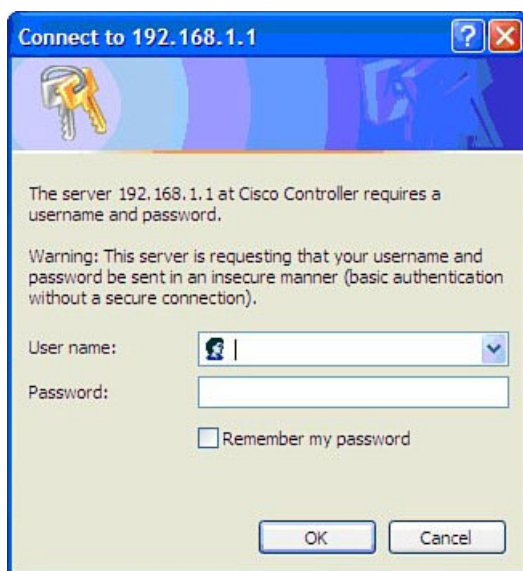 Connect to 192.168.1.1
The server 192.168.1.1 at Cisco Controller requires a
username and password.
Warning: This server is requesting that your username and
password be sent in an insecure manner (basic authentication
without a secure connection).
User name:
Password:
Remember my password
OK
Cancel